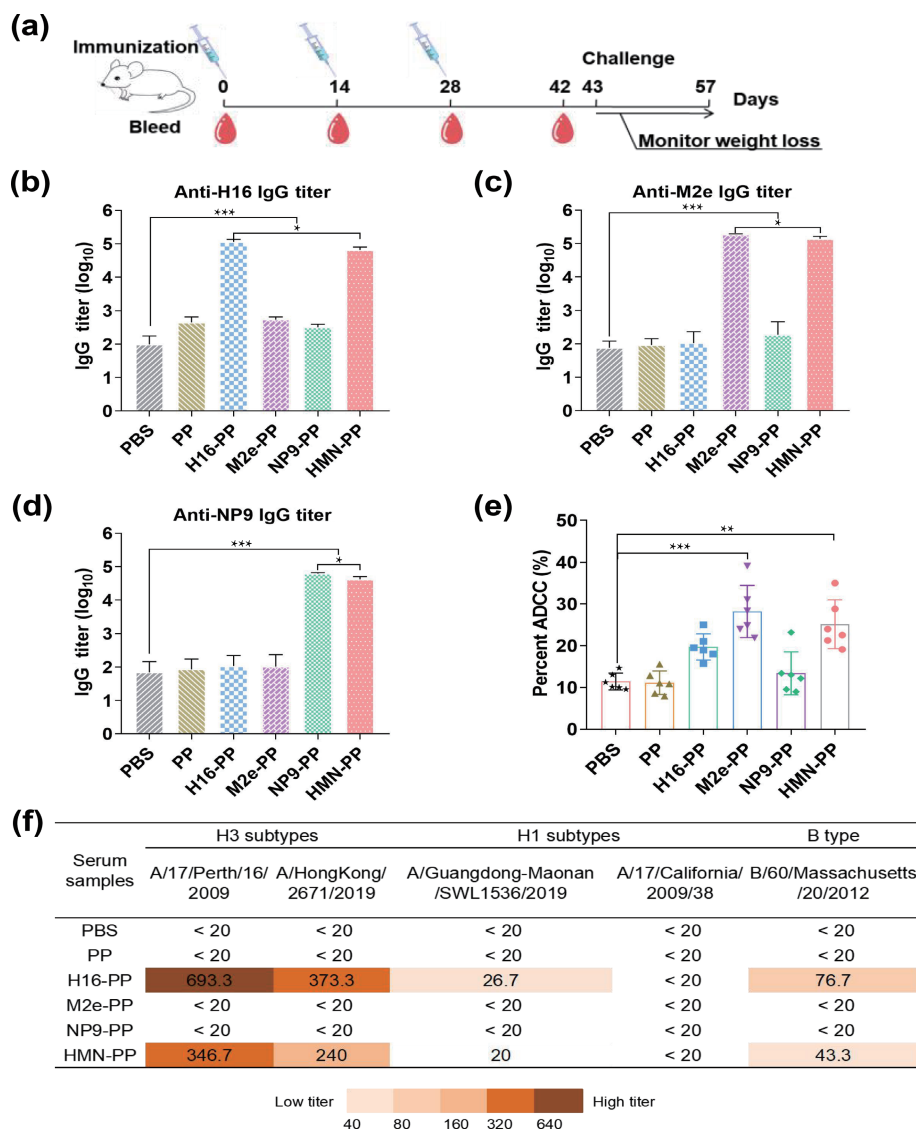 (a)
Immunization
Bleed
0 14 28 42 43 57
Challenge
Days
Monitor weight loss
(b)
Anti-H16 IgG titer
***
*
IgG titer (log10)
6
5
4
3
2
1
0
PBS PP H16-PP M2e-PP NP9-PP HMN-PP
(c)
Anti-M2e IgG titer
***
*
IgG titer (log10)
6
5
4
3
2
1
0
PBS PP H16-PP M2e-PP NP9-PP HMN-PP
(d)
Anti-NP9 IgG titer
***
*
IgG titer (log10)
6
5
4
3
2
1
0
PBS PP H16-PP M2e-PP NP9-PP HMN-PP
(e)
**
***
Percent ADCC (%)
50
40
30
20
10
0
PBS PP H16-PP M2e-PP NP9-PP HMN-PP
(f)
H3 subtypes H1 subtypes B type
Serum samples
A/17/Perth/16/
2009
A/HongKong/
2671/2019
A/Guangdong-Maonan
/SWL1536/2019
A/17/California/
2009/38
B/60/Massachusetts
/20/2012
PBS < 20 < 20 < 20 < 20 < 20
PP < 20 < 20 < 20 < 20 < 20
H16-PP 693.3 373.3 26.7 < 20 76.7
M2e-PP < 20 < 20 < 20 < 20 < 20
NP9-PP < 20 < 20 < 20 < 20 < 20
HMN-PP 346.7 240 20 < 20 43.3
Low titer High titer
40 80 160 320 640